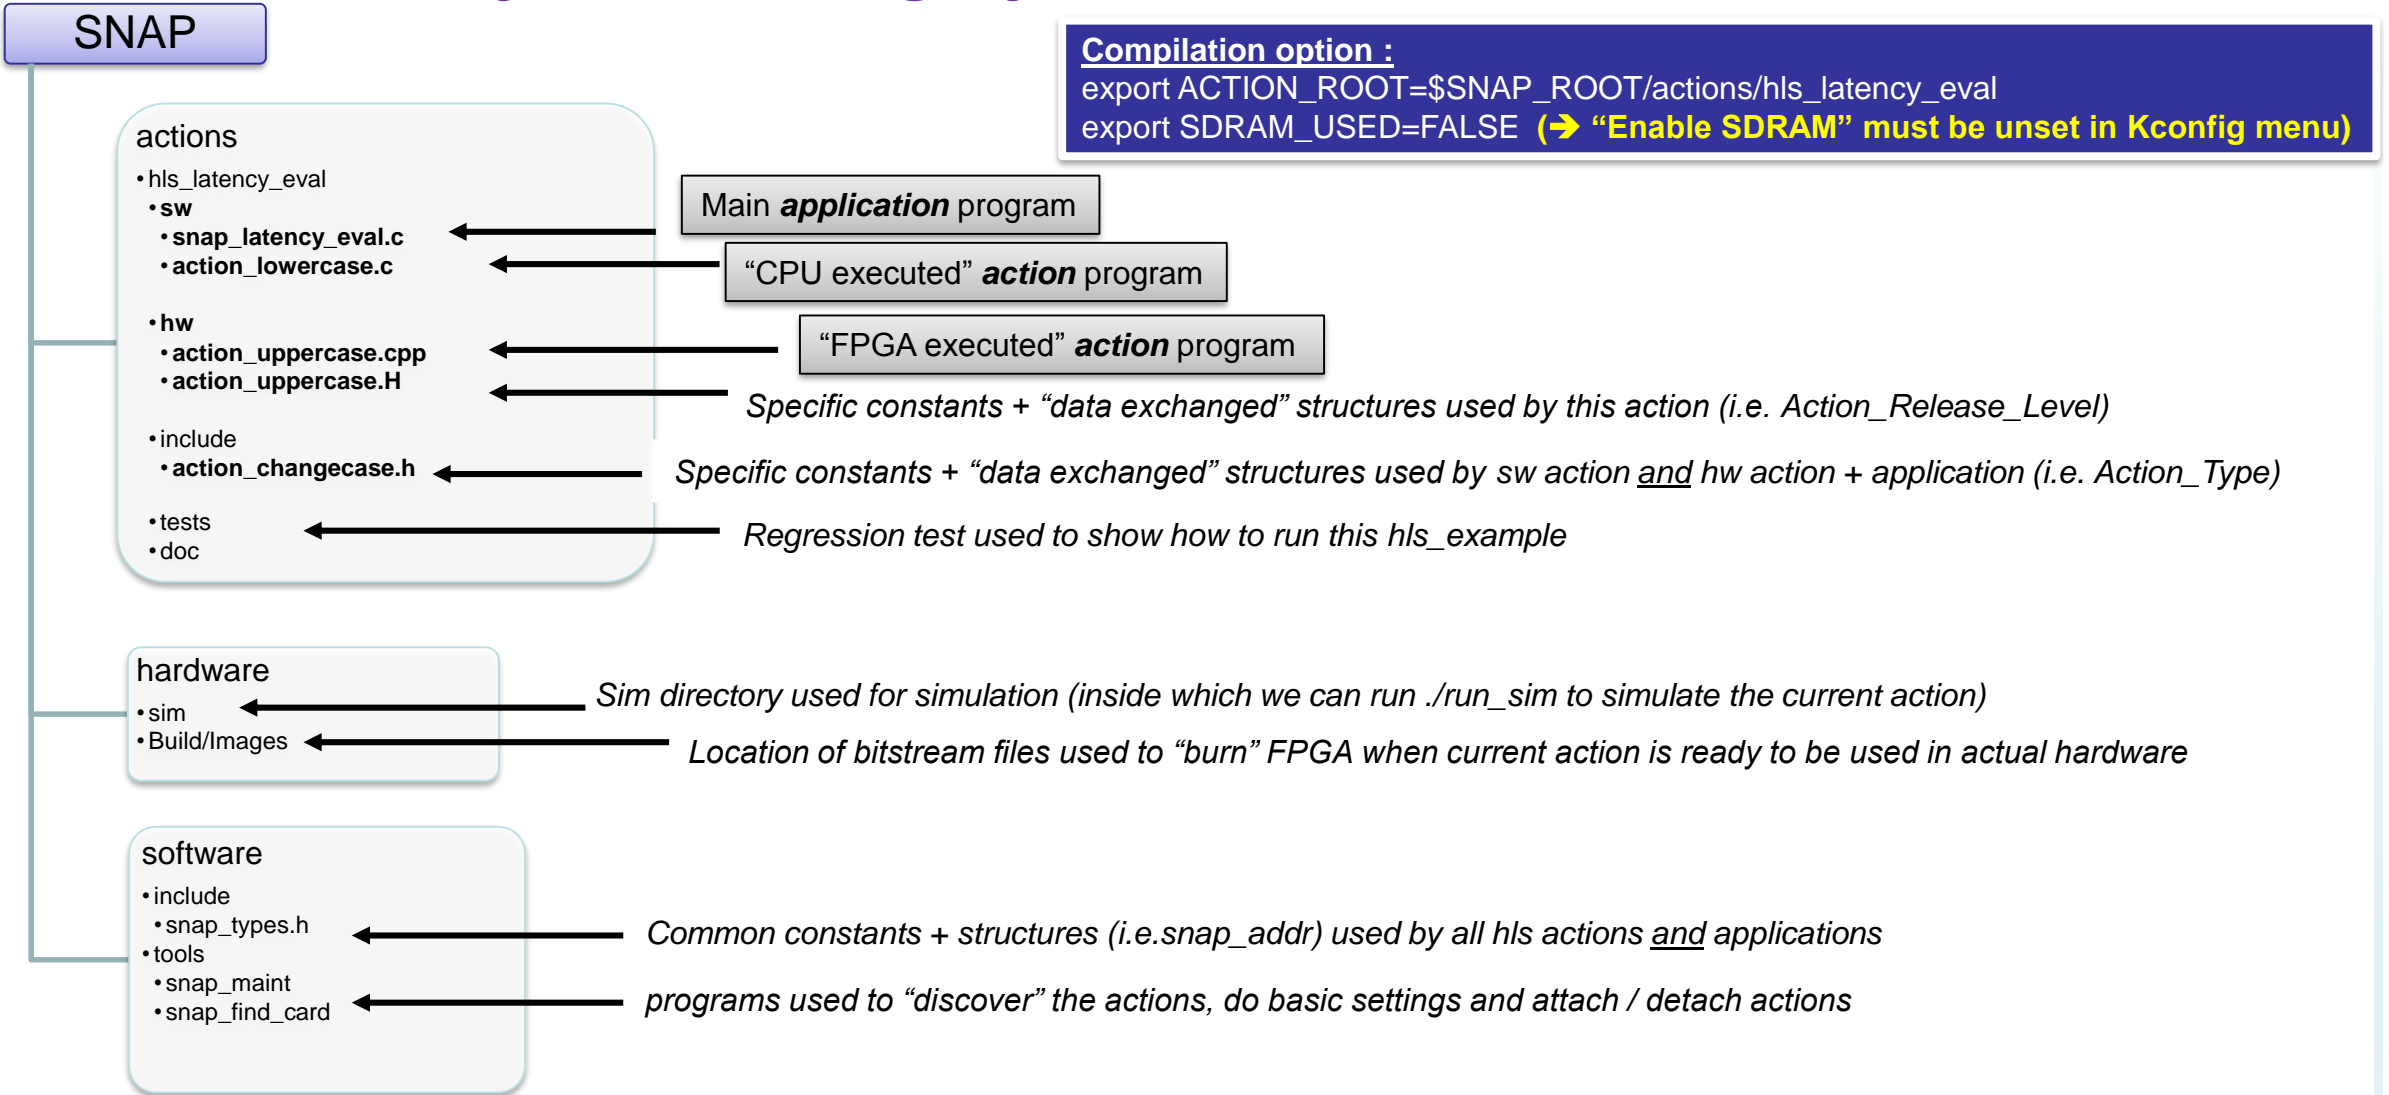 SNAP
Compilation option :
export ACTION_ROOT=$SNAP_ROOT/actions/hls_latency_eval
export SDRAM_USED=FALSE (➔ “Enable SDRAM” must be unset in Kconfig menu)
actions
•hls_latency_eval
•sw
•snap_latency_eval.c
•action_lowercase.c
•hw
•action_uppercase.cpp
•action_uppercase.H
•include
•action_changecase.h
•tests
•doc
Main application program
“CPU executed” action program
“FPGA executed” action program
Specific constants + “data exchanged” structures used by this action (i.e. Action_Release_Level)
Specific constants + “data exchanged” structures used by sw action and hw action + application (i.e. Action_Type)
Regression test used to show how to run this hls_example
hardware
•sim
•Build/Images
Sim directory used for simulation (inside which we can run ./run_sim to simulate the current action)
Location of bitstream files used to “burn” FPGA when current action is ready to be used in actual hardware
software
•include
•snap_types.h
•tools
•snap_maint
•snap_find_card
Common constants + structures (i.e.snap_addr) used by all hls actions and applications
programs used to “discover” the actions, do basic settings and attach / detach actions